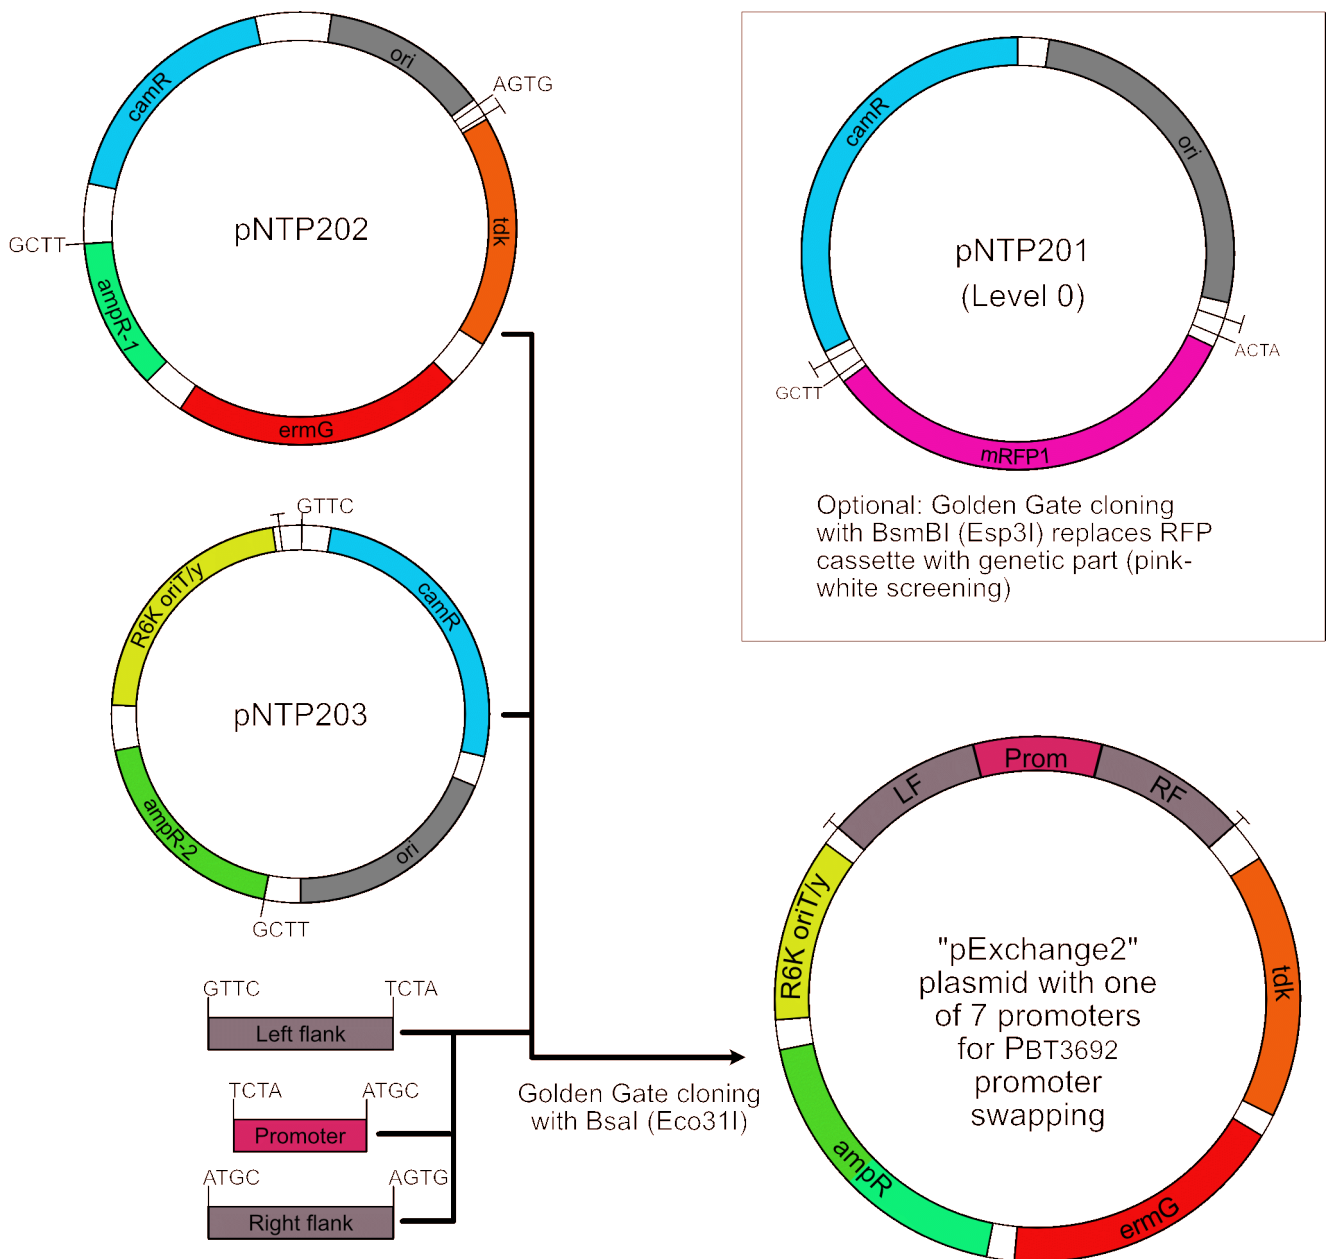 camR
ori
AGTG
pNTP202
tdk
GCTT
ampR-1
ermG
camR
ori
pNTP201
(Level 0)
ACTA
GCTT
mRFP1
Optional: Golden Gate cloning
with BsmBI (Esp3I) replaces RFP
cassette with genetic part (pink-
white screening)
GTTC
R6K oriT/y
camR
pNTP203
ampR-2
ori
GCTT
GTTC
TCTA
Left flank
TCTA
ATGC
Promoter
ATGC
AGTG
Right flank
Golden Gate cloning
with BsaI (Eco31I)
LF
Prom
RF
R6K oriT/y
tdk
"pExchange2"
plasmid with one
of 7 promoters
for PBT3692
promoter
swapping
ampR
ermG